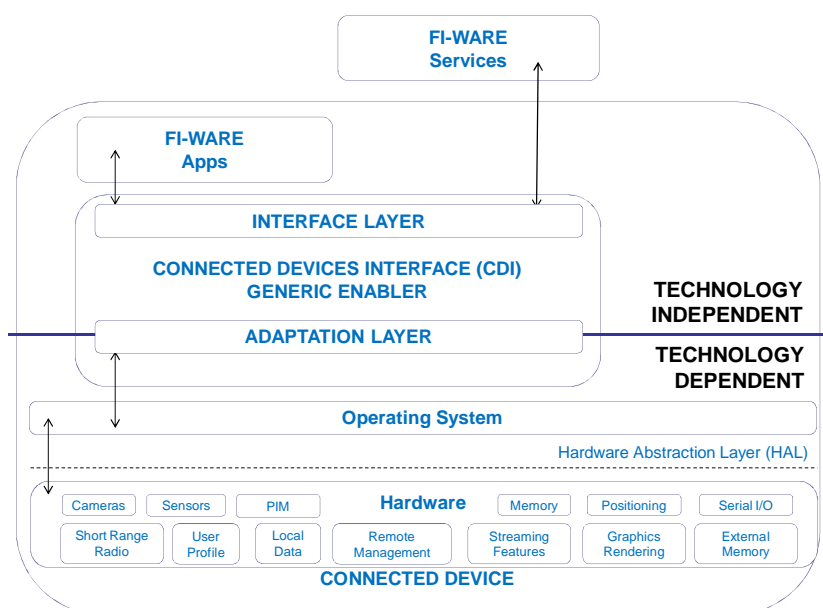 FI-WARE
Services
FI-WARE
Apps
INTERFACE LAYER
CONNECTED DEVICES INTERFACE (CDI)
GENERIC ENABLER
TECHNOLOGY
INDEPENDENT
ADAPTATION LAYER
TECHNOLOGY
DEPENDENT
Operating System
Hardware Abstraction Layer (HAL)
Cameras
Sensors
PIM
Hardware
Memory
Positioning
Serial I/O
Short Range
Radio
User
Profile
Local
Data
Remote
Management
Streaming
Features
Graphics
Rendering
External
Memory
CONNECTED DEVICE